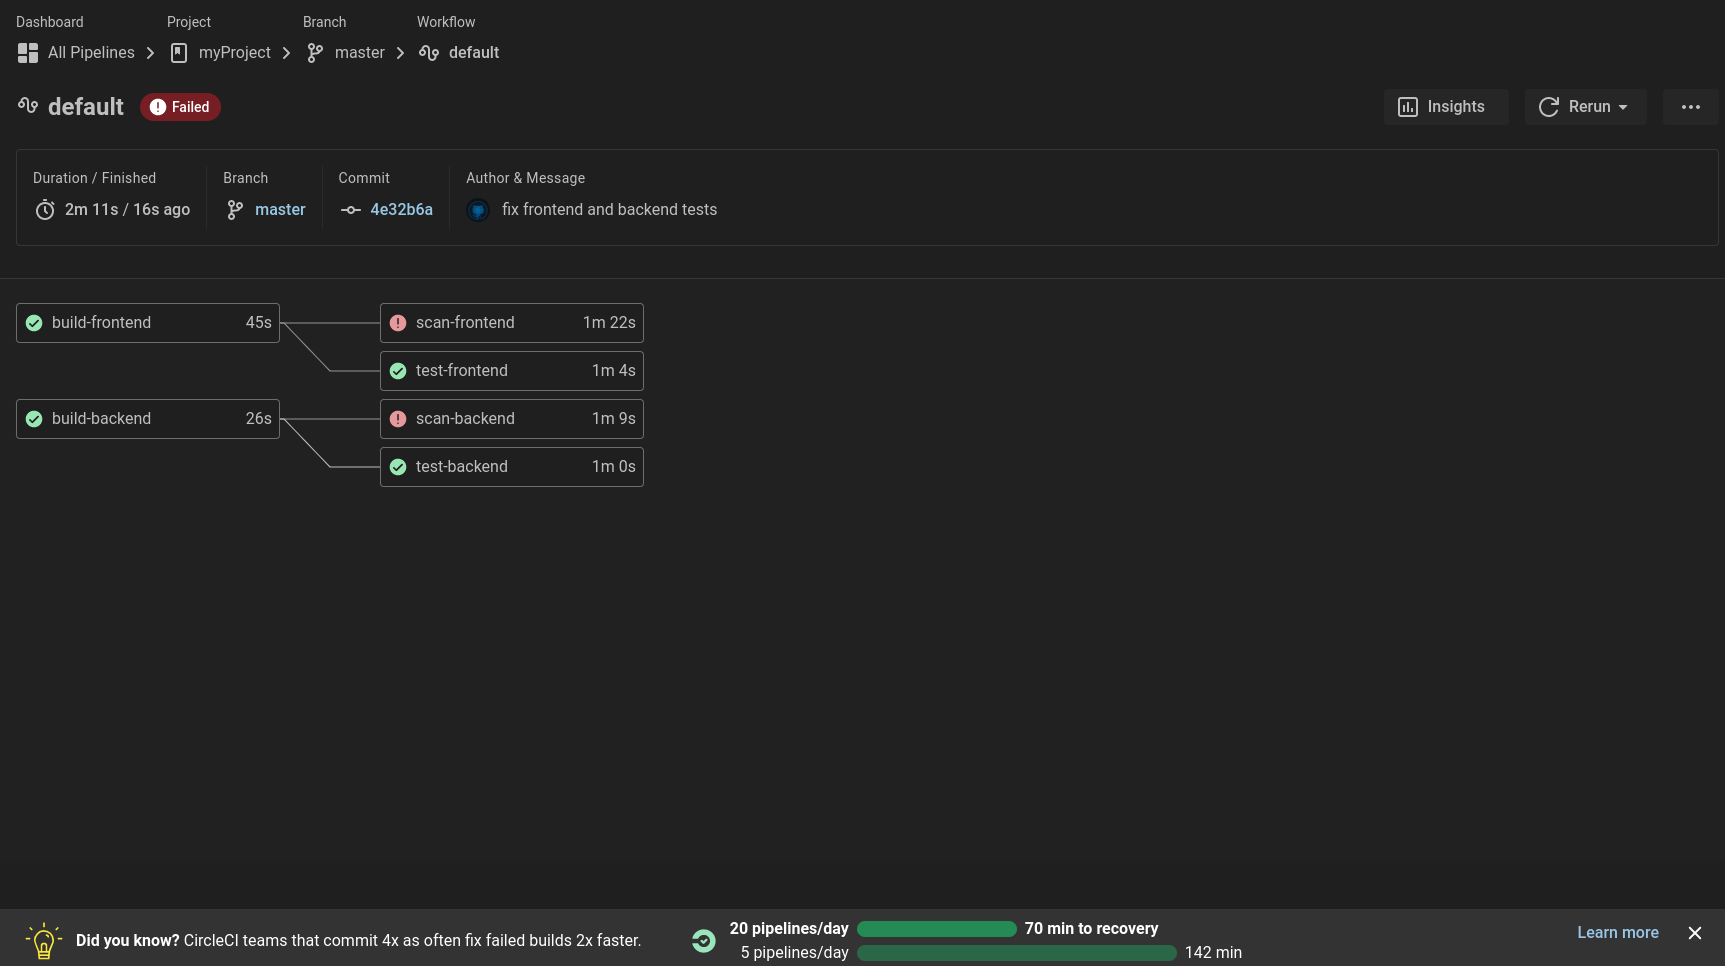 Dashboard Project Branch Workflow
All Pipelines myProject master default
default Failed Insights Rerun
Duration / Finished Branch Commit Author & Message
2m 11s / 16s ago master 4e32b6a fix frontend and backend tests
build-frontend 45s scan-frontend 1m 22s
test-frontend 1m 4s
build-backend 26s scan-backend 1m 9s
test-backend 1m 0s
Did you know? CircleCI teams that commit 4x as often fix failed builds 2x faster.
20 pipelines/day 70 min to recovery
5 pipelines/day 142 min
Learn more